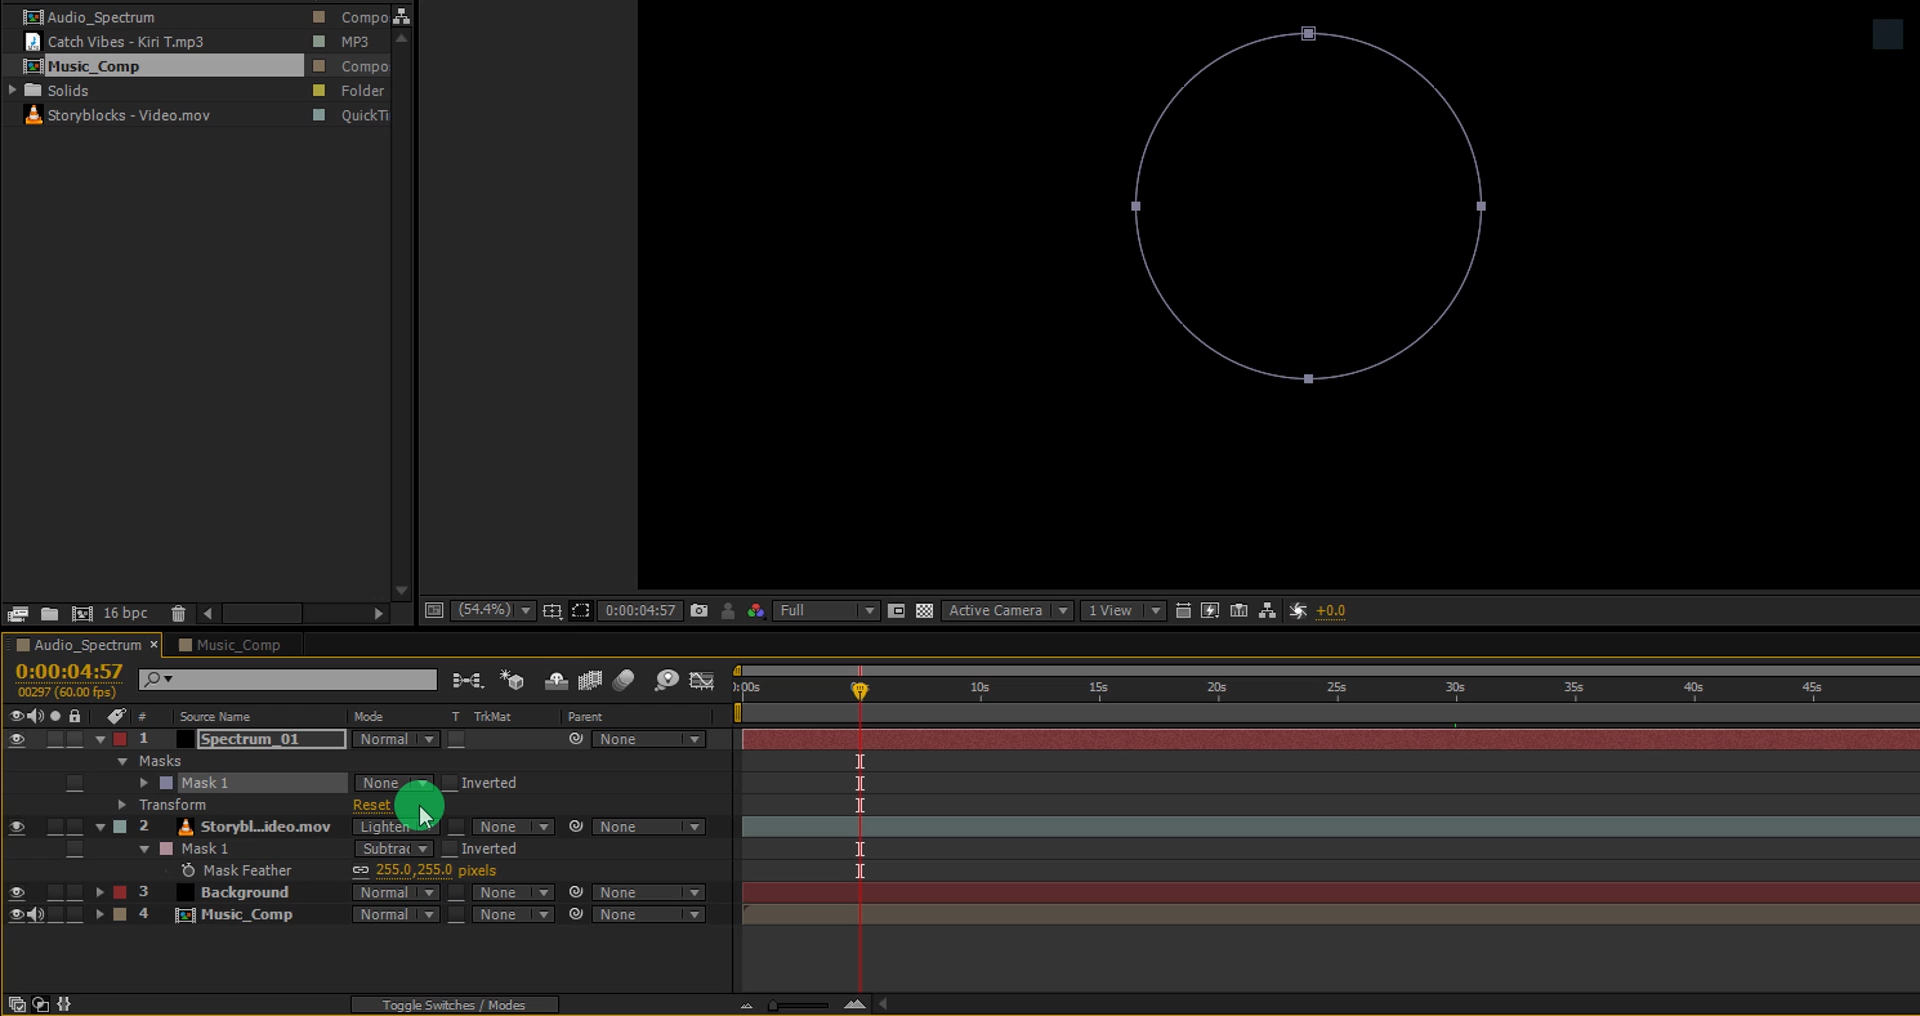 Audio_Spectrum Compo
Catch Vibes - Kiri T.mp3 MP3
Music_Comp Compo
Solids Folder
Storyblocks - Video.mov QuickTi
16 bpc
(54.4%) 0:00:04:57 Full Active Camera 1 View +0.0
Audio_Spectrum × Music_Comp
0:00:04:57
00297 (60.00 fps)
):00s 10s 15s 20s 25s 30s 35s 40s 45s
# Source Name Mode T TrkMat Parent
1 Spectrum_01 Normal None
Masks
Mask 1 None Inverted
Transform Reset
2 Storybl...ideo.mov Lighten None None
Mask 1 Subtrac Inverted
Mask Feather 255.0,255.0 pixels
3 Background Normal None None
4 Music_Comp Normal None None
Toggle Switches / Modes